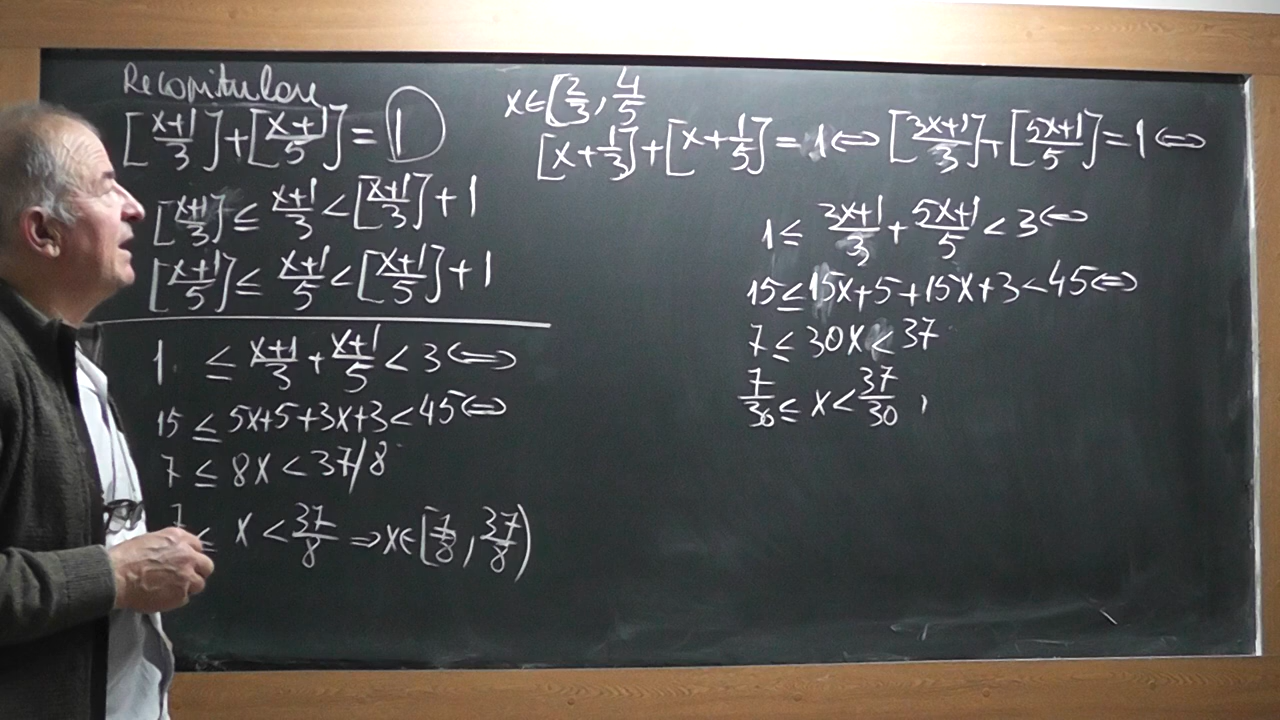 Recapitulare
[x+1/3]+[x+1/5]=1
[x+1/3] ≤ x+1/3 < [x+1/3]+1
[x+1/5] ≤ x+1/5 < [x+1/5]+1
1 ≤ x+1/3 + x+1/5 < 3 ⇔
15 ≤ 5x+5+3x+3 < 45 ⇔
7 ≤ 8x < 37/8
7 ≤ x < 37/8 ⇒ x∈[7/8, 37/8)
x∈[2/3, 4/5
[x+1/3]+[x+1/5]=1 ⇔ [3x+1/3]+[5x+1/5]=1 ⇔
1 ≤ 3x+1/3 + 5x+1/5 < 3 ⇔
15 ≤ 15x+5+15x+3 < 45 ⇔
7 ≤ 30x < 37
7/30 ≤ x < 37/30 ,